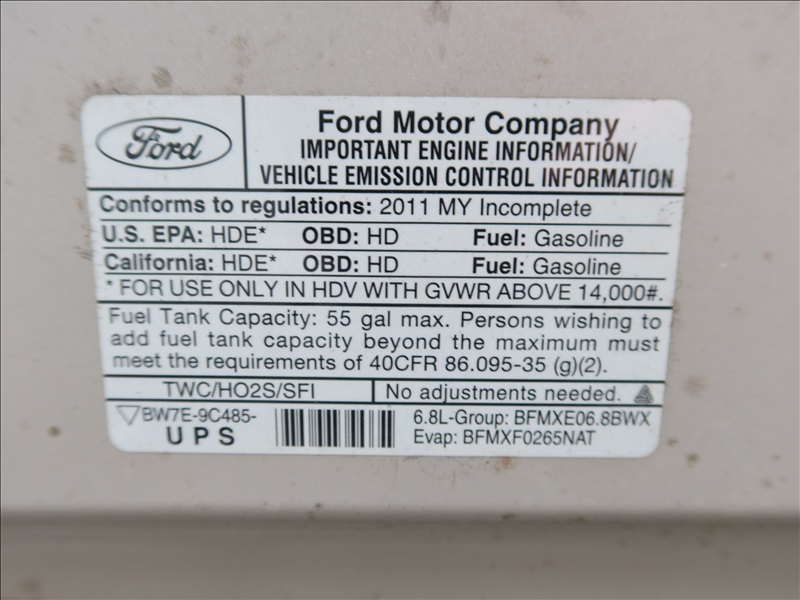 Ford
Ford Motor Company
IMPORTANT ENGINE INFORMATION/
VEHICLE EMISSION CONTROL INFORMATION
Conforms to regulations: 2011 MY Incomplete
U.S. EPA: HDE* OBD: HD Fuel: Gasoline
California: HDE* OBD: HD Fuel: Gasoline
* FOR USE ONLY IN HDV WITH GVWR ABOVE 14,000#.
Fuel Tank Capacity: 55 gal max. Persons wishing to
add fuel tank capacity beyond the maximum must
meet the requirements of 40CFR 86.095-35 (g)(2).
TWC/HO2S/SFI No adjustments needed.
BW7E-9C485-
UPS
6.8L-Group: BFMXE06.8BWX
Evap: BFMXF0265NAT